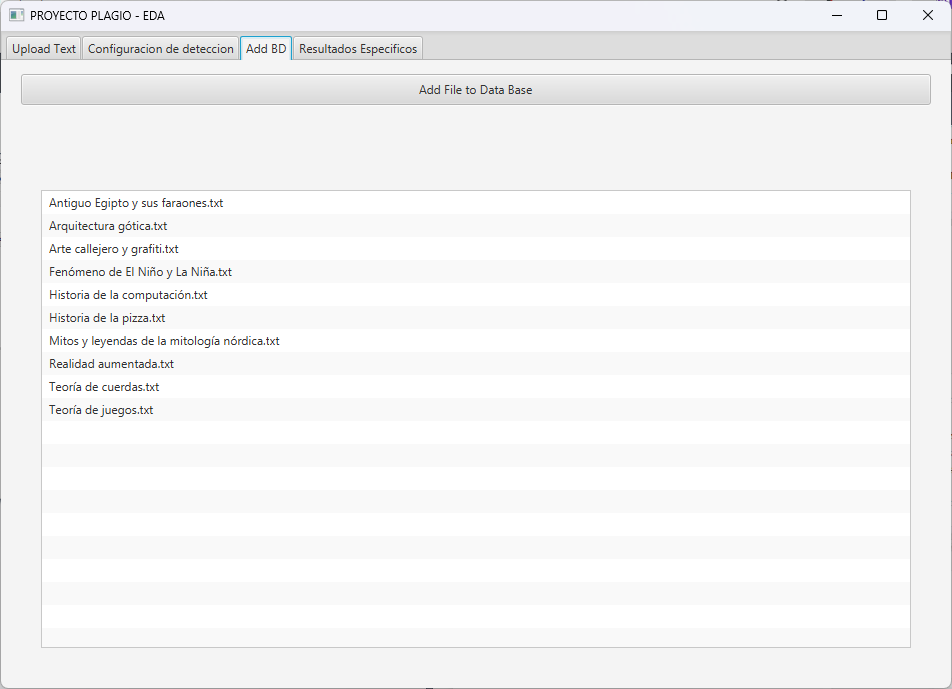 PROYECTO PLAGIO - EDA
Upload Text Configuracion de deteccion Add BD Resultados Especificos
Add File to Data Base
Antiguo Egipto y sus faraones.txt
Arquitectura gótica.txt
Arte callejero y grafiti.txt
Fenómeno de El Niño y La Niña.txt
Historia de la computación.txt
Historia de la pizza.txt
Mitos y leyendas de la mitología nórdica.txt
Realidad aumentada.txt
Teoría de cuerdas.txt
Teoría de juegos.txt